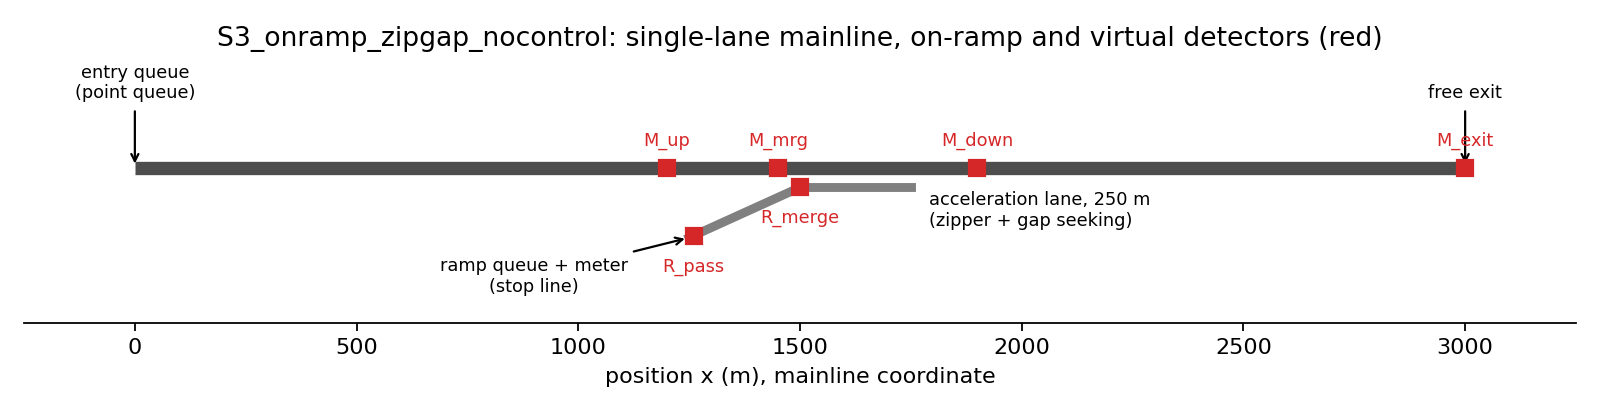 S3_onramp_zipgap_nocontrol: single-lane mainline, on-ramp and virtual detectors (red)
entry queue
(point queue)
free exit
M_up
M_mrg
M_down
M_exit
acceleration lane, 250 m
(zipper + gap seeking)
R_merge
ramp queue + meter
(stop line)
R_pass
0
500
1000
1500
2000
2500
3000
position x (m), mainline coordinate